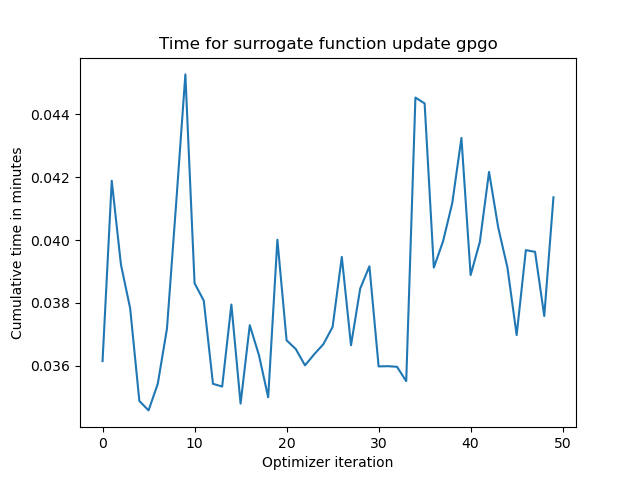 Time for surrogate function update gpgo
Cumulative time in minutes
0.044
0.042
0.040
0.038
0.036
0 10 20 30 40 50
Optimizer iteration